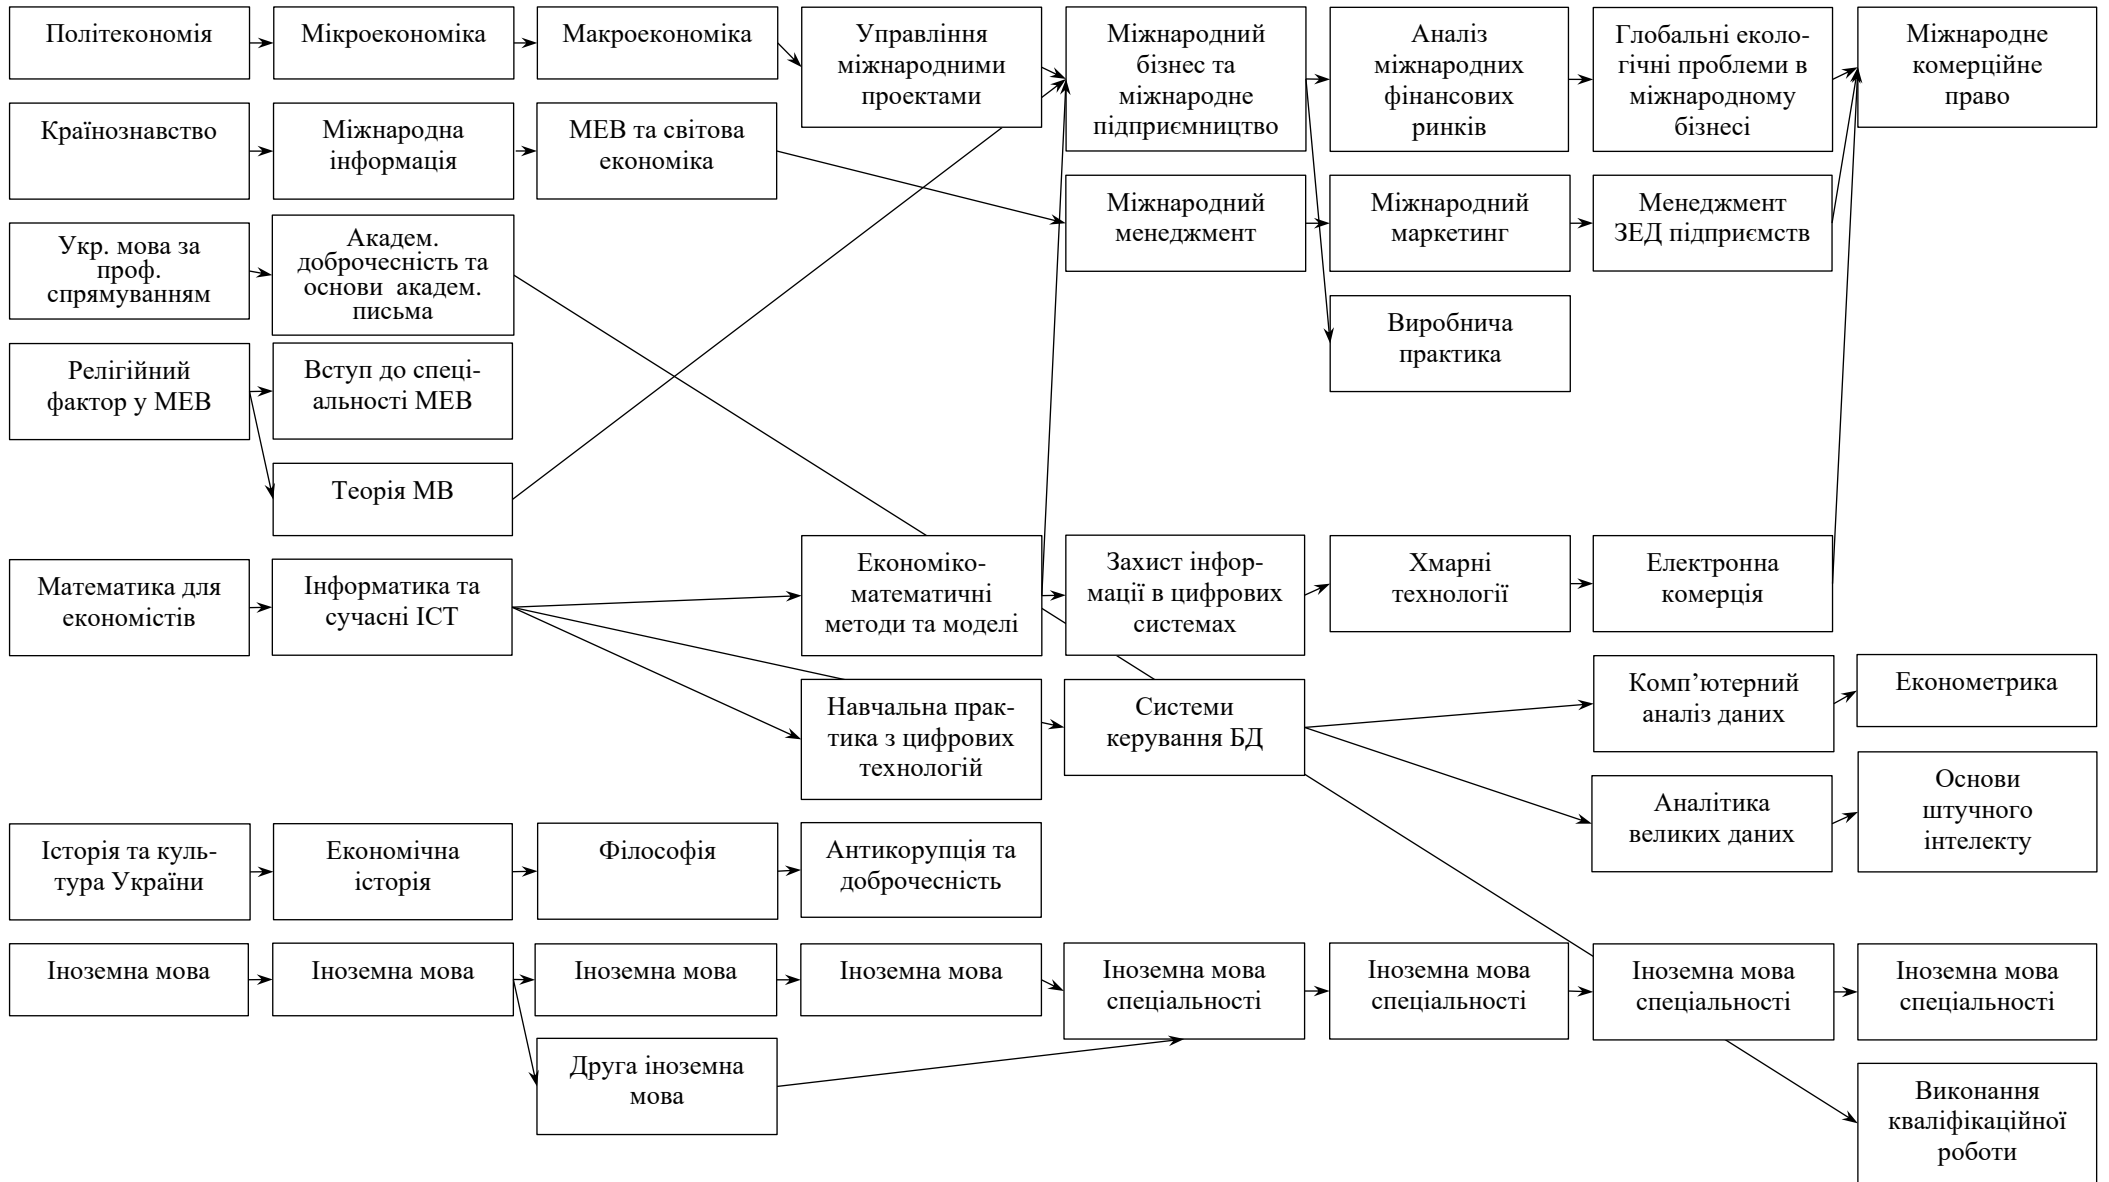 Політекономія
Мікроекономіка
Макроекономіка
Управління
міжнародними
проектами
Міжнародний
бізнес та
міжнародне
підприємництво
Аналіз
міжнародних
фінансових
ринків
Глобальні еколо-
гічні проблеми в
міжнародному
бізнесі
Міжнародне
комерційне
право
Країнознавство
Міжнародна
інформація
МЕВ та світова
економіка
Міжнародний
менеджмент
Міжнародний
маркетинг
Менеджмент
ЗЕД підприємств
Укр. мова за
проф.
спрямуванням
Академ.
доброчесність та
основи  академ.
письма
Виробнича
практика
Релігійний
фактор у МЕВ
Вступ до спеці-
альності МЕВ
Теорія МВ
Математика для
економістів
Інформатика та
сучасні ІСТ
Економіко-
математичні
методи та моделі
Захист інфор-
мації в цифрових
системах
Хмарні
технології
Електронна
комерція
Навчальна прак-
тика з цифрових
технологій
Системи
керування БД
Комп’ютерний
аналіз даних
Економетрика
Аналітика
великих даних
Основи
штучного
інтелекту
Історія та куль-
тура України
Економічна
історія
Філософія
Антикорупція та
доброчесність
Іноземна мова
Іноземна мова
Іноземна мова
Іноземна мова
Іноземна мова
спеціальності
Іноземна мова
спеціальності
Іноземна мова
спеціальності
Іноземна мова
спеціальності
Друга іноземна
мова
Виконання
кваліфікаційної
роботи